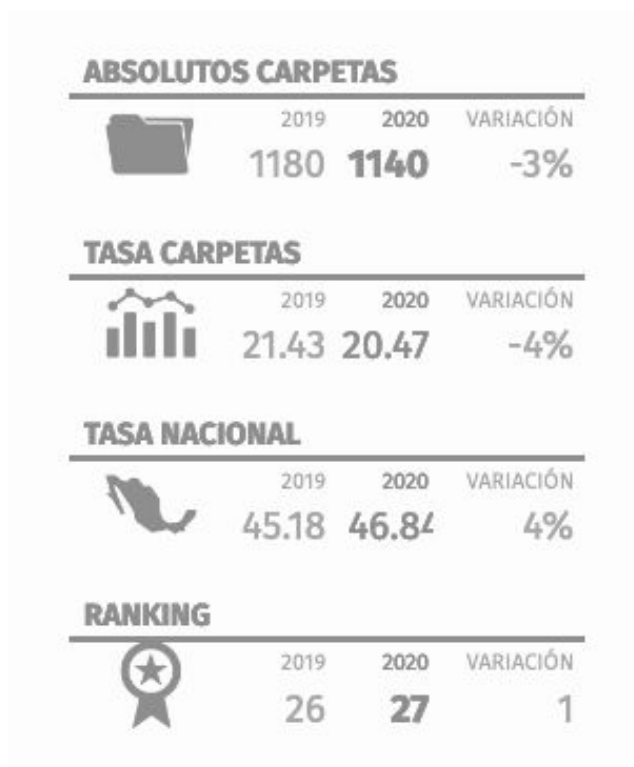 ABSOLUTOS CARPETAS
2019 2020 VARIACIÓN
1180 1140 -3%
TASA CARPETAS
2019 2020 VARIACIÓN
21.43 20.47 -4%
TASA NACIONAL
2019 2020 VARIACIÓN
45.18 46.84 4%
RANKING
2019 2020 VARIACIÓN
26 27 1